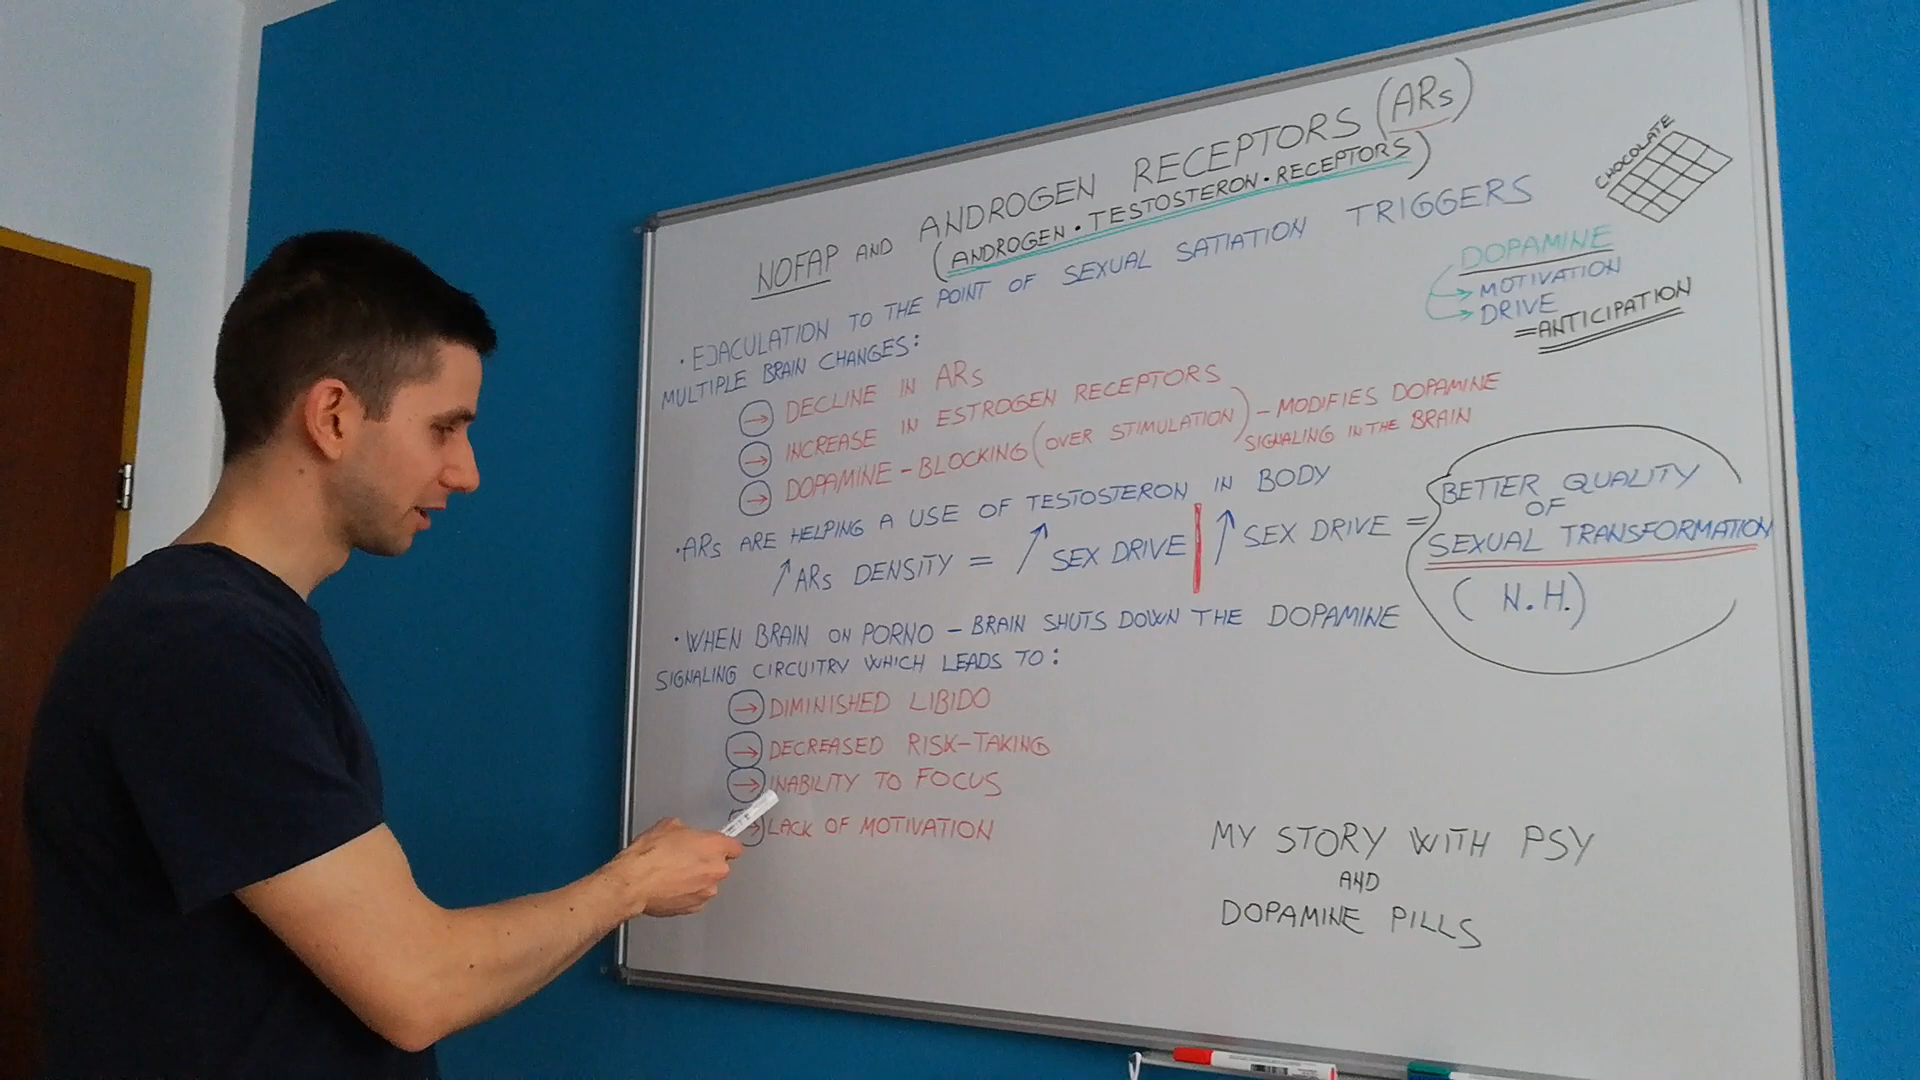 NOFAP AND ANDROGEN RECEPTORS (ARs)
(ANDROGEN • TESTOSTERON • RECEPTORS)
• EJACULATION TO THE POINT OF SEXUAL SATIATION TRIGGERS
MULTIPLE BRAIN CHANGES:
→ DECLINE IN ARs
→ INCREASE IN ESTROGEN RECEPTORS
→ DOPAMINE - BLOCKING (OVER STIMULATION) - MODIFIES DOPAMINE
SIGNALING IN THE BRAIN
• ARs ARE HELPING A USE OF TESTOSTERON IN BODY
↑ ARs DENSITY = ↑ SEX DRIVE | ↑ SEX DRIVE =
BETTER QUALITY
OF
SEXUAL TRANSFORMATION
(N.H.)
• WHEN BRAIN ON PORNO - BRAIN SHUTS DOWN THE DOPAMINE
SIGNALING CIRCUITRY WHICH LEADS TO:
→ DIMINISHED LIBIDO
→ DECREASED RISK-TAKING
→ INABILITY TO FOCUS
→ LACK OF MOTIVATION
CHOCOLATE
DOPAMINE
→ MOTIVATION
→ DRIVE
= ANTICIPATION
MY STORY WITH PSY
AND
DOPAMINE PILLS